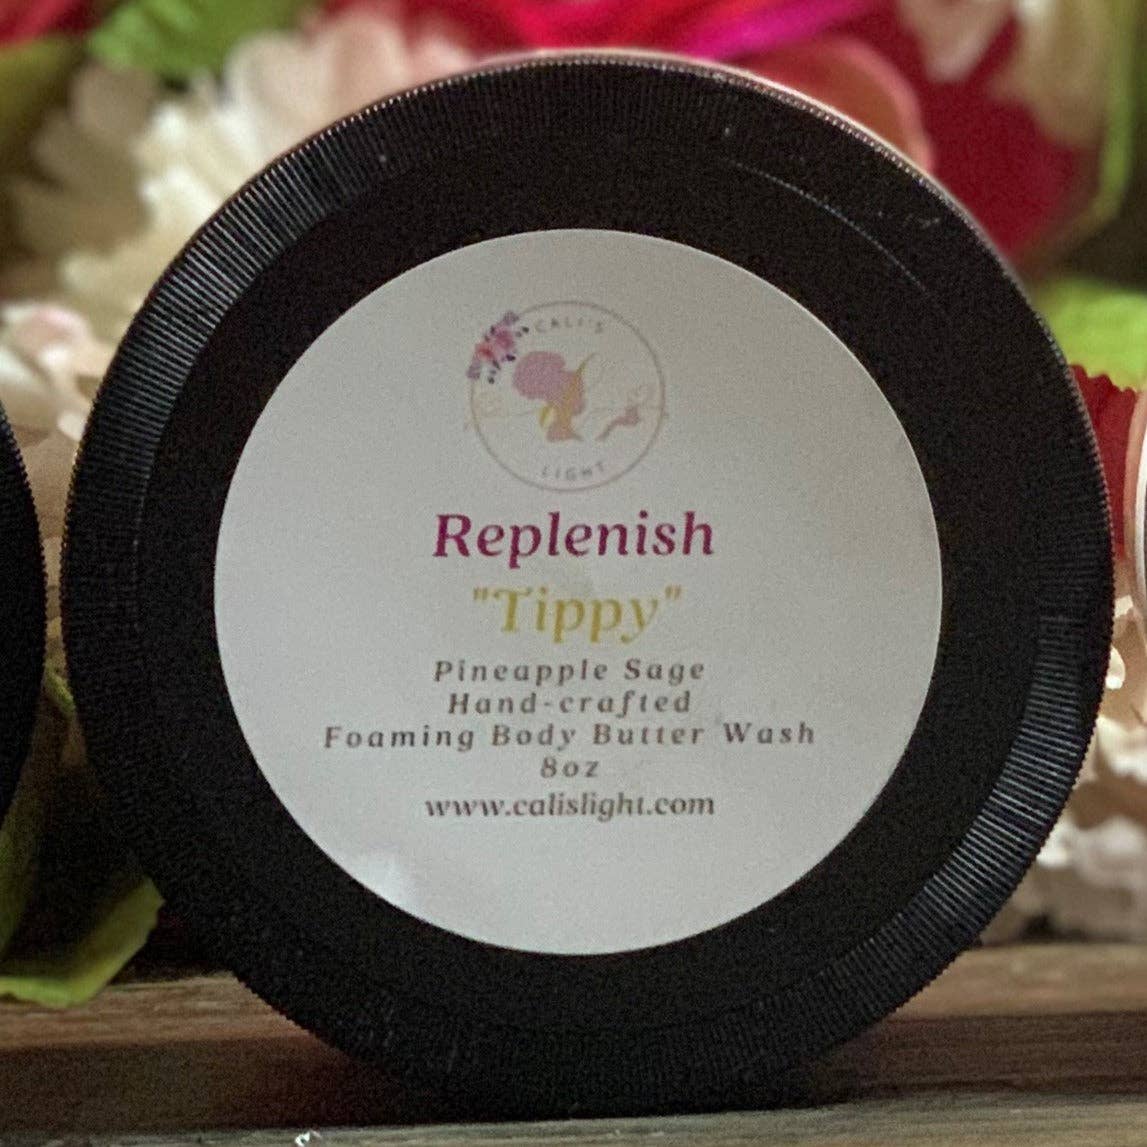 CALI'S
LIGHT
Replenish
"Tippy"
Pineapple Sage
Hand-crafted
Foaming Body Butter Wash
8oz
www.calislight.com